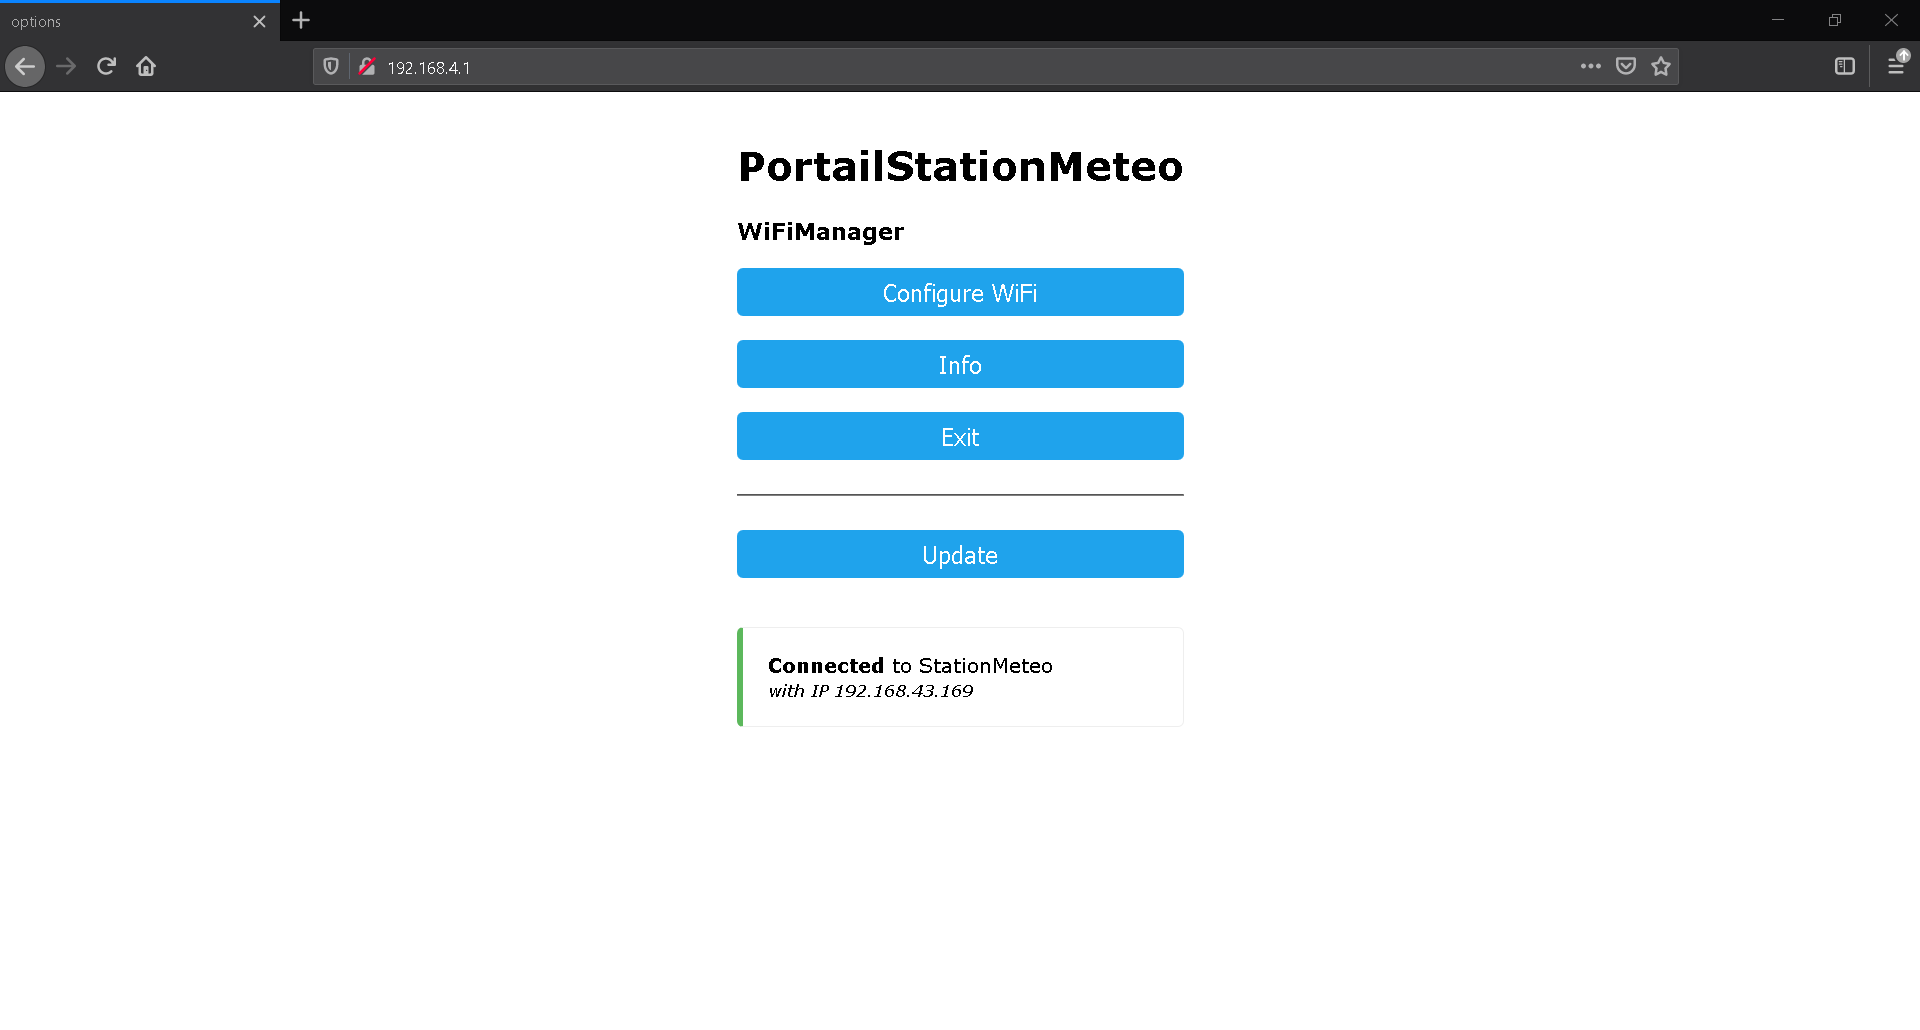 options
192.168.4.1
PortailStationMeteo
WiFiManager
Configure WiFi
Info
Exit
Update
Connected to StationMeteo
with IP 192.168.43.169